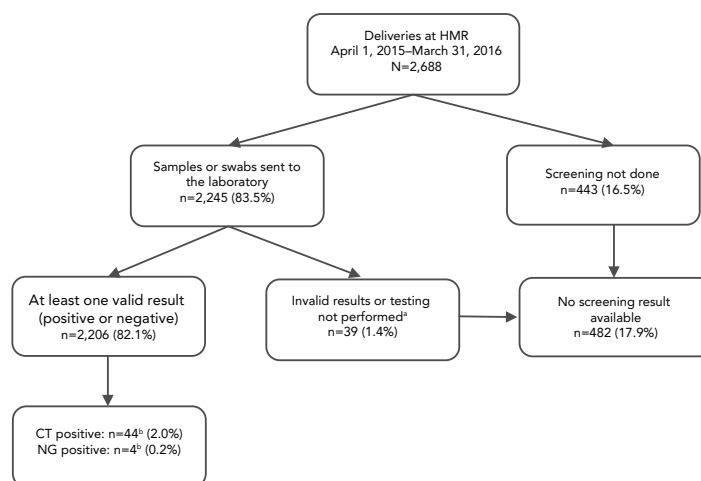 Deliveries at HMR
April 1, 2015–March 31, 2016
N=2,688
Samples or swabs sent to
the laboratory
n=2,245 (83.5%)
Screening not done
n=443 (16.5%)
At least one valid result
(positive or negative)
n=2,206 (82.1%)
Invalid results or testing
not performedᵃ
n=39 (1.4%)
No screening result
available
n=482 (17.9%)
CT positive: n=44ᵇ (2.0%)
NG positive: n=4ᵇ (0.2%)